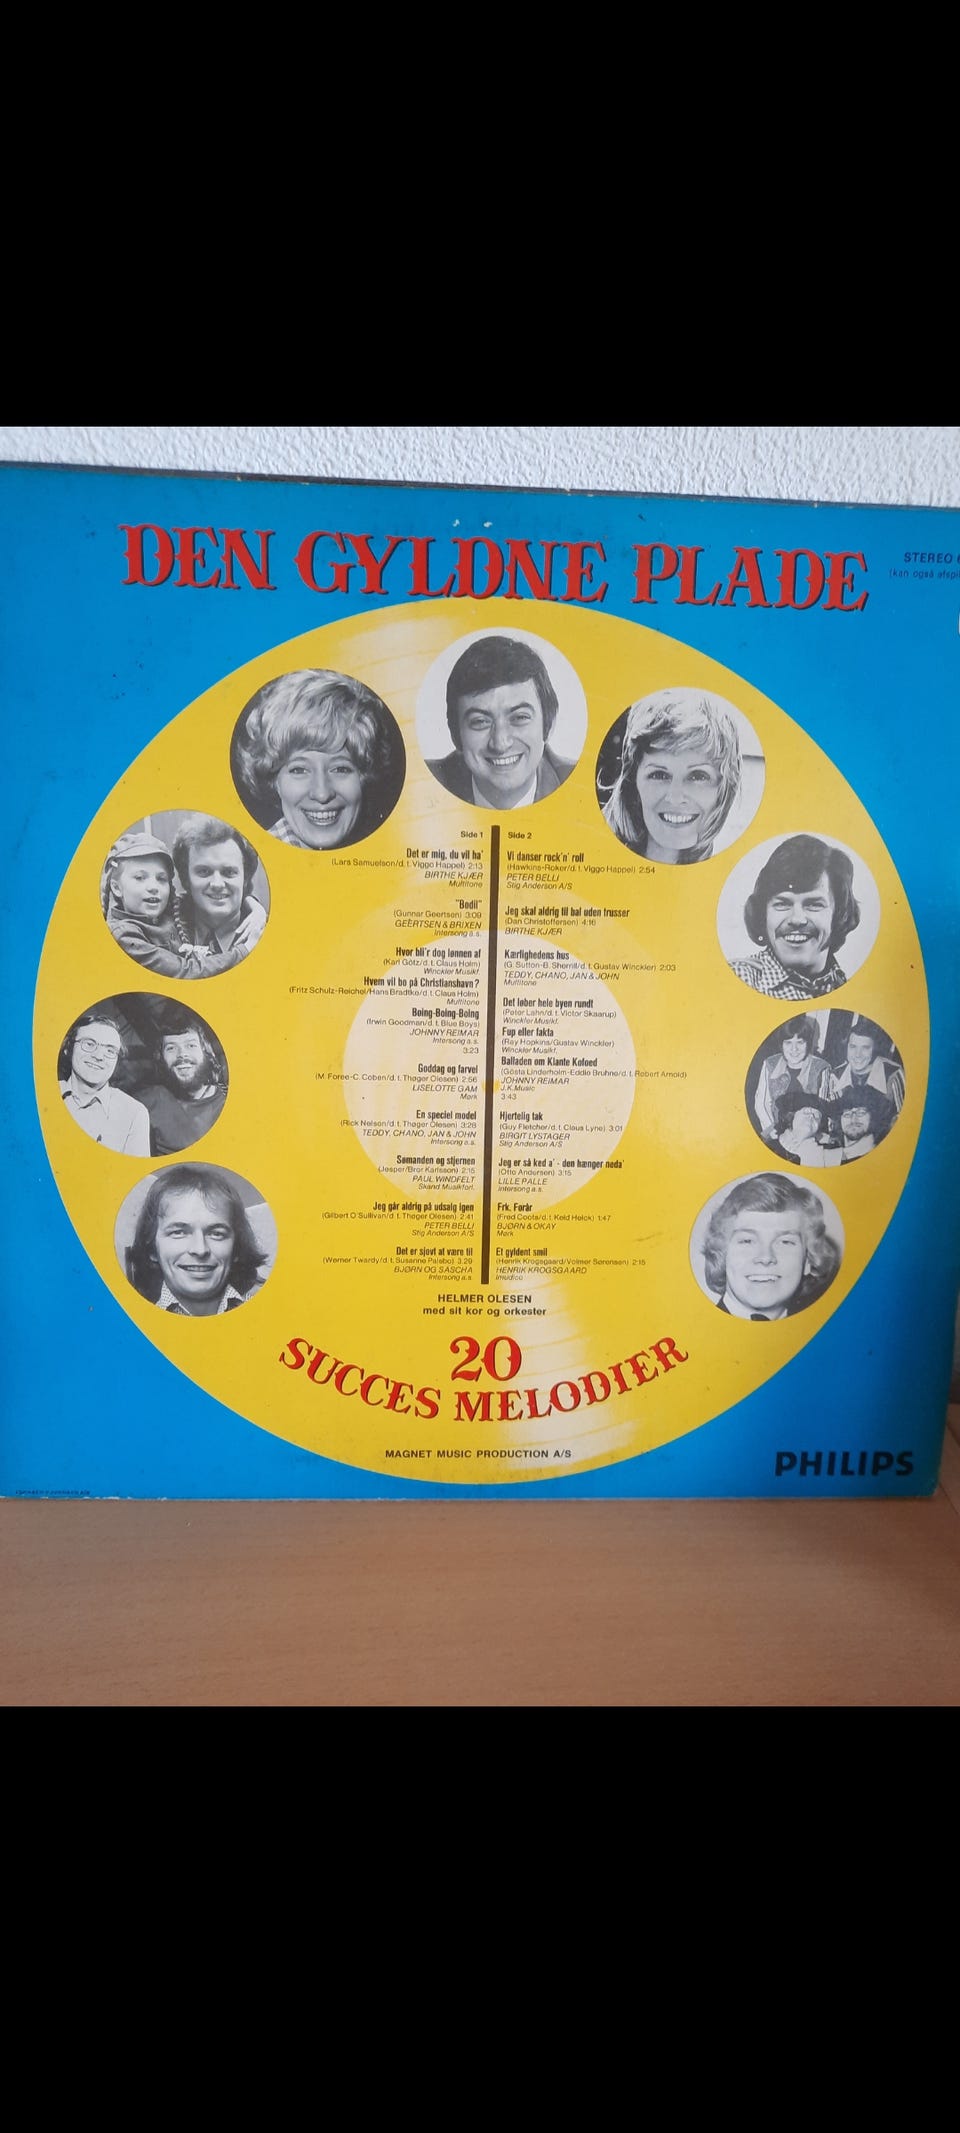 DEN GYLDNE PLADE
STEREO
(kan også afspil
Side 1
Det er mig, du vil ha'
(Lars Samuelson/d. t. Viggo Happel) 2:13
BIRTHE KJÆR
Multitone
"Bodil"
(Gunnar Geertsen) 3:09
GEERTSEN & BRIXEN
Intersong a.s.
Hvor bli'r dog lønnen af
(Karl Götz/d. t. Claus Holm)
Winckler Musikf.
Hvem vil bo på Christianshavn?
(Fritz Schulz-Reichel/Hans Bradtke/d. t. Claus Holm)
Multitone
Boing-Boing-Boing
(Irwin Goodman/d. t. Blue Boys)
JOHNNY REIMAR
Intersong a.s.
3:23
Goddag og farvel
(M. Foree-C. Coben/d. t. Thøger Olesen) 2:56
LISELOTTE GAM
Mørk
En speciel model
(Rick Nelson/d. t. Thøger Olesen) 3:28
TEDDY, CHANO, JAN & JOHN
Intersong a.s.
Sømanden og stjernen
(Jesper/Bror Karlsson) 2:15
PAUL WINDFELT
Skand. Musikforl.
Jeg går aldrig på udsalg igen
(Gilbert O'Sullivan/d. t. Thøger Olesen) 2:41
PETER BELLI
Stig Anderson A/S
Det er sjovt at være til
(Werner Twardy/d. t. Susanne Palsbo) 3:29
BJØRN OG SASCHA
Intersong a.s.
Side 2
Vi danser rock'n' roll
(Hawkins-Roker/d. t. Viggo Happel) 2:54
PETER BELLI
Stig Anderson A/S
Jeg skal aldrig til bal uden trusser
(Dan Christoffersen) 4:16
BIRTHE KJÆR
Kærlighedens hus
(G. Sutton-B. Sherrill/d. t. Gustav Winckler) 2:03
TEDDY, CHANO, JAN & JOHN
Multitone
Det løber hele byen rundt
(Peter Lahn/d. t. Victor Skaarup)
Winckler Musikf.
Fup eller fakta
(Ray Hopkins/Gustav Winckler)
Winckler Musikf.
Balladen om Klante Kofoed
(Gösta Linderholm-Eddie Bruhne/d. t. Robert Arnold)
JOHNNY REIMAR
J.K. Music
3:43
Hjertelig tak
(Guy Fletcher/d. t. Claus Lyne) 3:01
BIRGIT LYSTAGER
Stig Anderson A/S
Jeg er så ked a' - den hænger neda'
(Otto Andersen) 3:15
LILLE PALLE
Intersong a. s.
Frk. Forår
(Fred Coots/d. t. Keld Heick) 1:47
BJØRN & OKAY
Mørk
Et gyldent smil
(Henrik Krogsgaard/Volmer Sørensen) 2:15
HENRIK KROGSGAARD
Imudico
HELMER OLESEN
med sit kor og orkester
20
SUCCES MELODIER
MAGNET MUSIC PRODUCTION A/S
PHILIPS